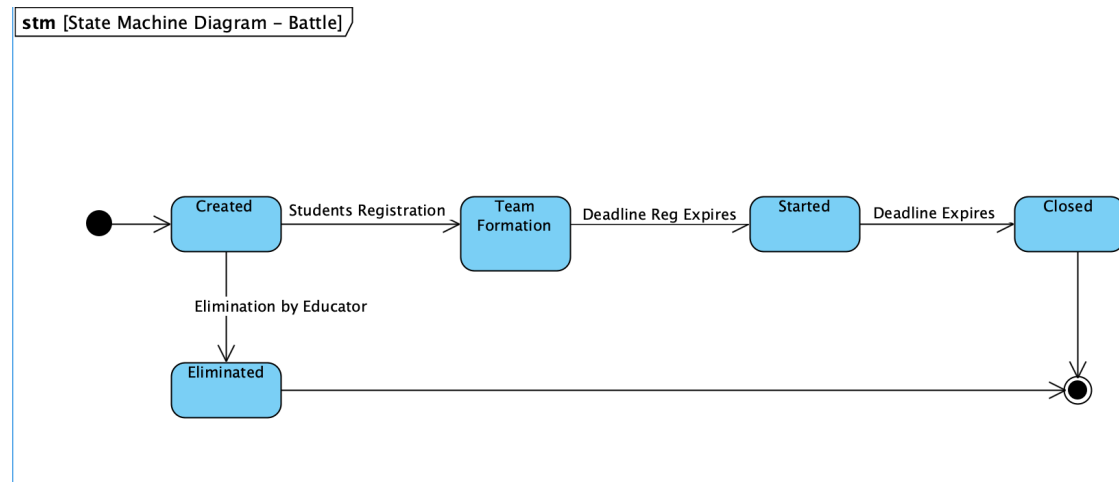 stm [State Machine Diagram – Battle]
Created
Students Registration
Team
Formation
Deadline Reg Expires
Started
Deadline Expires
Closed
Elimination by Educator
Eliminated